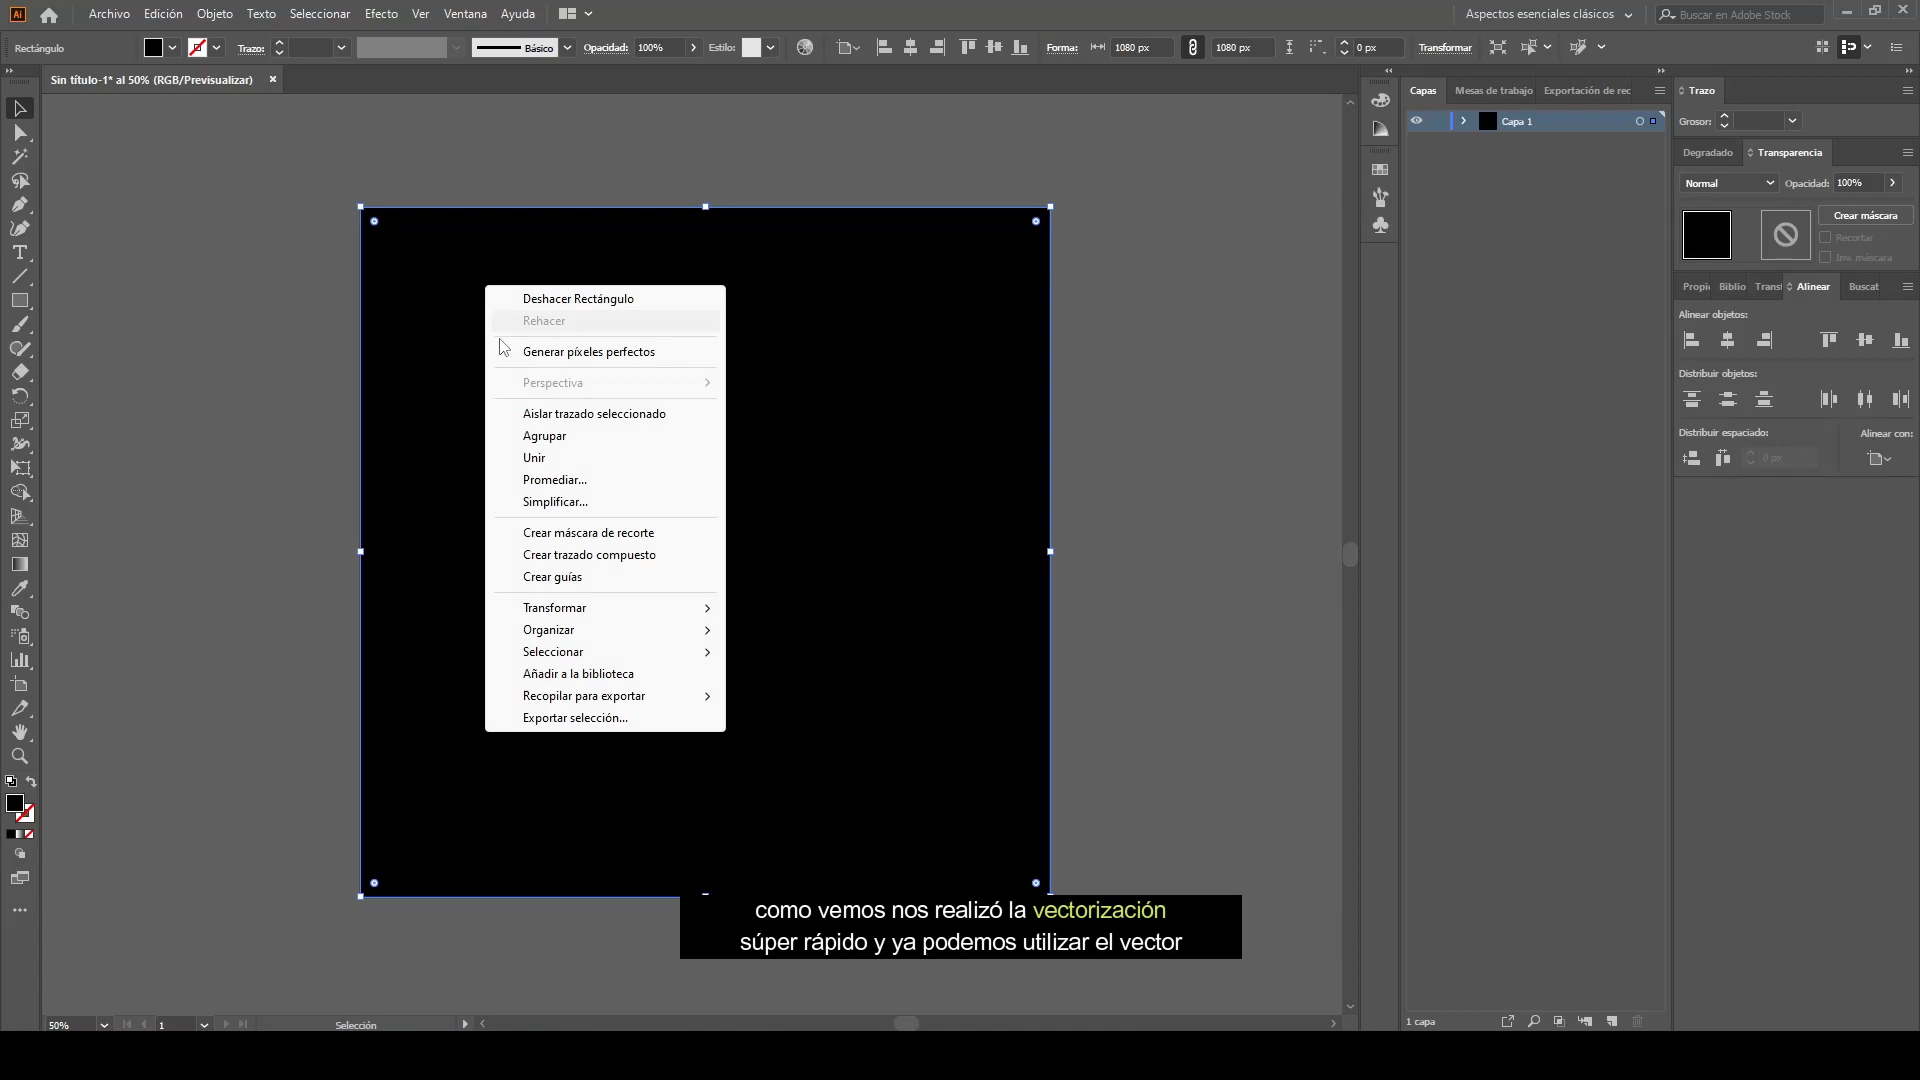 Ai Archivo Edición Objeto Texto Seleccionar Efecto Ver Ventana Ayuda Aspectos esenciales clásicos Buscar en Adobe Stock
Rectángulo Trazo: Básico Opacidad: 100% Estilo: Forma: 1080 px 1080 px 0 px Transformar
Sin título-1* al 50% (RGB/Previsualizar)
Capas Mesas de trabajo Exportación de rec
Capa 1
Trazo
Grosor:
Degradado Transparencia
Normal Opacidad: 100%
Crear máscara
Recortar
Inv. máscara
Propi Biblio Transf Alinear Buscat
Alinear objetos:
Distribuir objetos:
Distribuir espaciado: Alinear con:
0 px
Deshacer Rectángulo
Rehacer
Generar píxeles perfectos
Perspectiva
Aislar trazado seleccionado
Agrupar
Unir
Promediar...
Simplificar...
Crear máscara de recorte
Crear trazado compuesto
Crear guías
Transformar
Organizar
Seleccionar
Añadir a la biblioteca
Recopilar para exportar
Exportar selección...
como vemos nos realizó la vectorización
súper rápido y ya podemos utilizar el vector
50% 1 Selección
1 capa